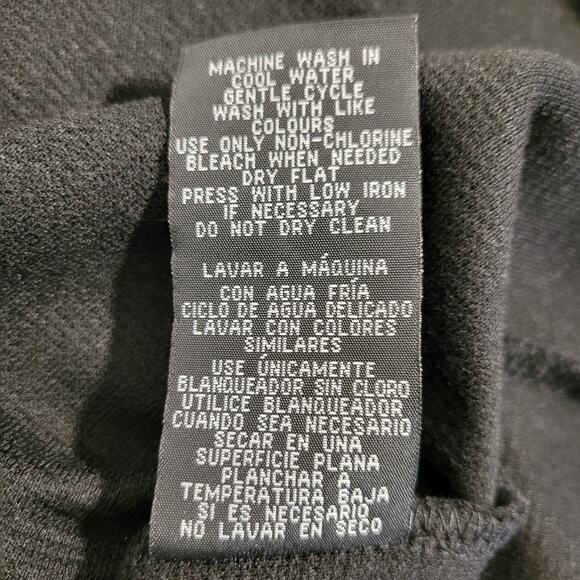 MACHINE WASH IN
COOL WATER
GENTLE CYCLE
WASH WITH LIKE
COLOURS
USE ONLY NON-CHLORINE
BLEACH WHEN NEEDED
DRY FLAT
PRESS WITH LOW IRON
IF NECESSARY
DO NOT DRY CLEAN
LAVAR A MÁQUINA
CON AGUA FRÍA
CICLO DE AGUA DELICADO
LAVAR CON COLORES
SIMILARES
USE ÚNICAMENTE
BLANQUEADOR SIN CLORO
UTILICE BLANQUEADOR
CUANDO SEA NECESARIO
SECAR EN UNA
SUPERFICIE PLANA
PLANCHAR A
TEMPERATURA BAJA
SI ES NECESARIO
NO LAVAR EN SECO